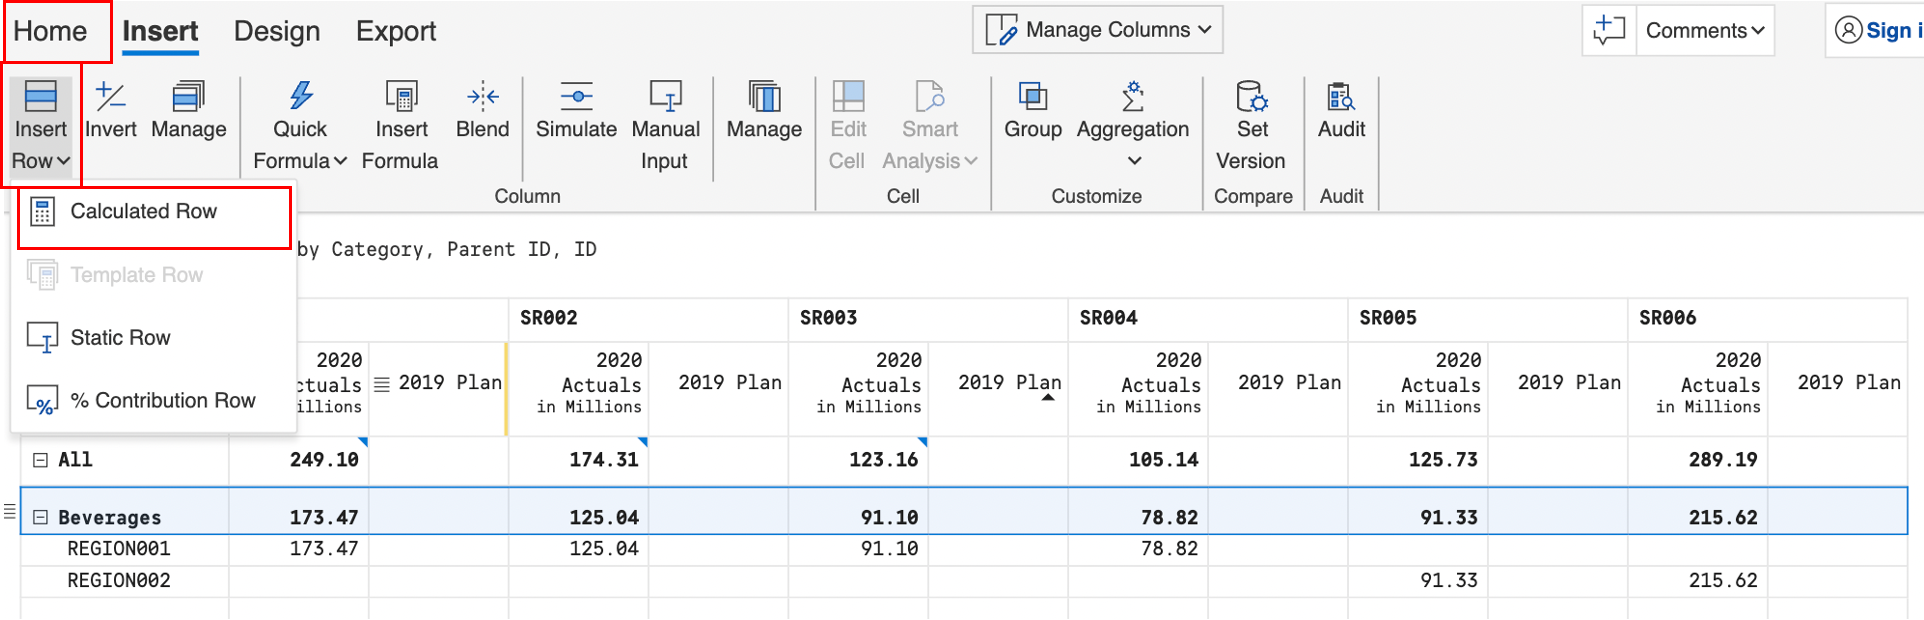 Home Insert Design Export Manage Columns Comments Sign i
Insert Row Invert Manage Quick Formula Insert Formula Blend Simulate Manual Input Manage Edit Cell Smart Analysis Group Aggregation Set Version Audit
Column Cell Customize Compare Audit
Calculated Row
Template Row
Static Row
% Contribution Row
by Category, Parent ID, ID
SR002 SR003 SR004 SR005 SR006
2020 2020 2020 2020 2020 2020
ctuals 2019 Plan Actuals 2019 Plan Actuals 2019 Plan Actuals 2019 Plan Actuals 2019 Plan Actuals 2019 Plan
illions in Millions in Millions in Millions in Millions in Millions
All 249.10 174.31 123.16 105.14 125.73 289.19
Beverages 173.47 125.04 91.10 78.82 91.33 215.62
REGION001 173.47 125.04 91.10 78.82
REGION002 91.33 215.62